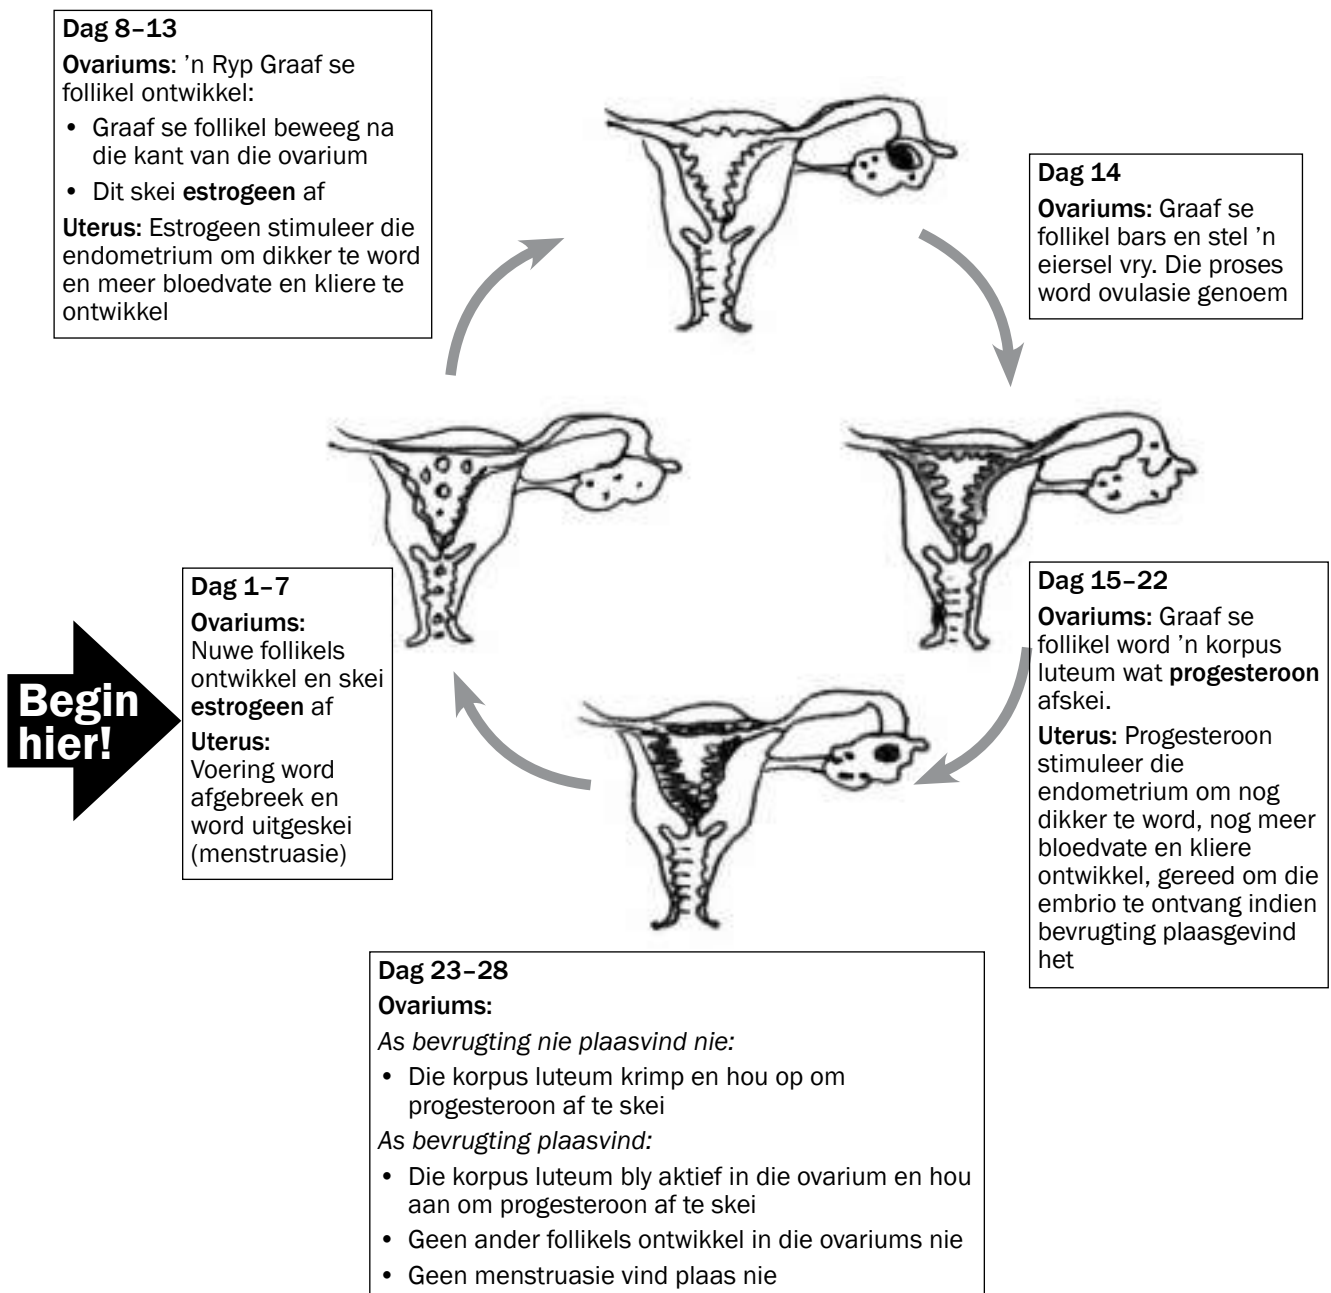 Begin
hier!
Dag 1–7
Ovariums:
Nuwe follikels
ontwikkel en skei
estrogeen af
Uterus:
Voering word
afgebreek en
word uitgeskei
(menstruasie)
Dag 8–13
Ovariums: ’n Ryp Graaf se
follikel ontwikkel:
• Graaf se follikel beweeg na
die kant van die ovarium
• Dit skei estrogeen af
Uterus: Estrogeen stimuleer die
endometrium om dikker te word
en meer bloedvate en kliere te
ontwikkel
Dag 14
Ovariums: Graaf se
follikel bars en stel ’n
eiersel vry. Die proses
word ovulasie genoem
Dag 15–22
Ovariums: Graaf se
follikel word ’n korpus
luteum wat progesteroon
afskei.
Uterus: Progesteroon
stimuleer die
endometrium om nog
dikker te word, nog meer
bloedvate en kliere
ontwikkel, gereed om die
embrio te ontvang indien
bevrugting plaasgevind
het
Dag 23–28
Ovariums:
As bevrugting nie plaasvind nie:
• Die korpus luteum krimp en hou op om
progesteroon af te skei
As bevrugting plaasvind:
• Die korpus luteum bly aktief in die ovarium en hou
aan om progesteroon af te skei
• Geen ander follikels ontwikkel in die ovariums nie
• Geen menstruasie vind plaas nie